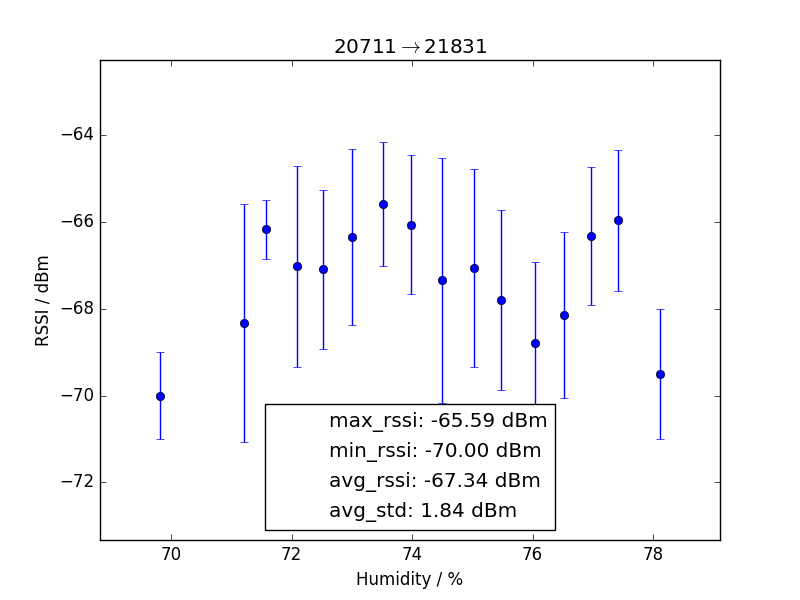 20711→21831
−64
−66
−68
−70
−72
RSSI / dBm
max_rssi: -65.59 dBm
min_rssi: -70.00 dBm
avg_rssi: -67.34 dBm
avg_std: 1.84 dBm
70 72 74 76 78
Humidity / %